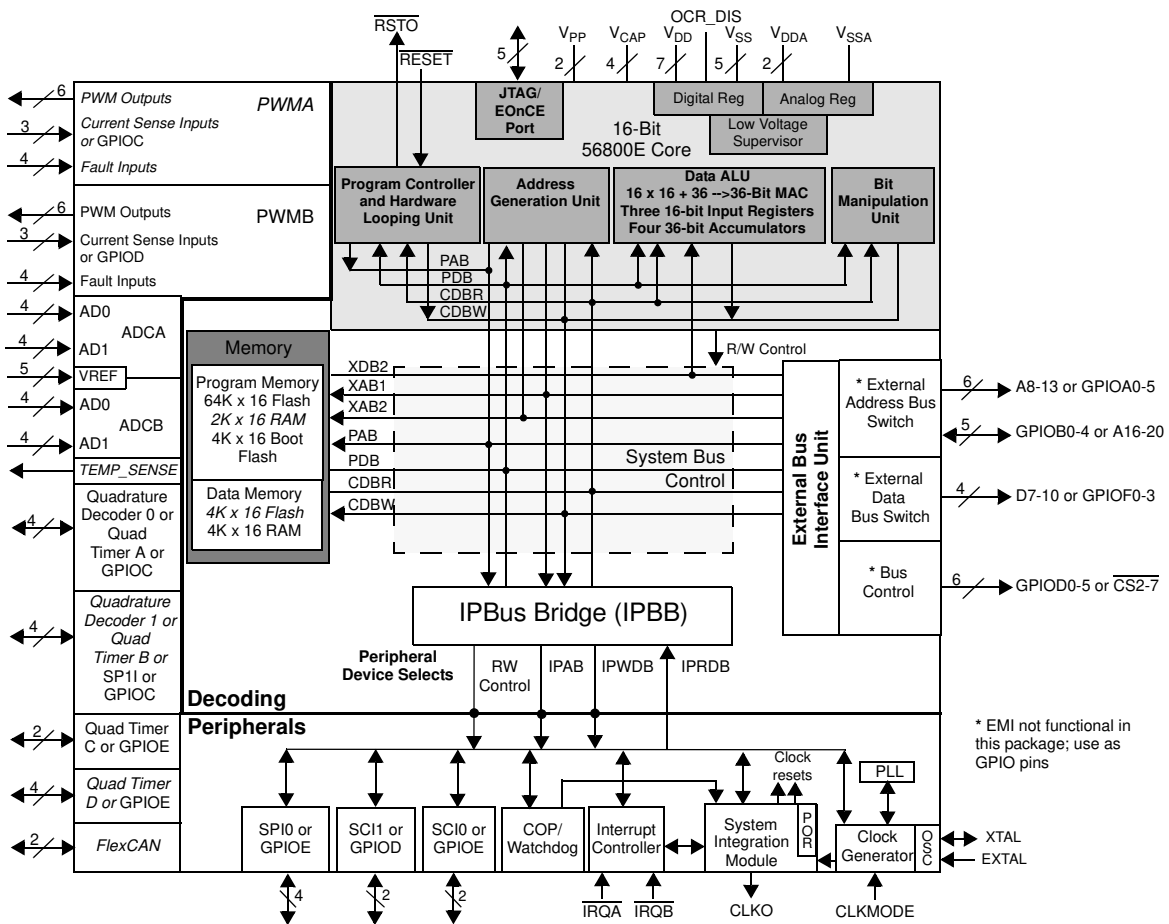 RSTO
RESET
5
V_PP
2
V_CAP
4
V_DD
7
OCR_DIS
V_SS
5
V_DDA
2
V_SSA
JTAG/
EOnCE
Port
Digital Reg
Analog Reg
Low Voltage
Supervisor
16-Bit
56800E Core
6
PWM Outputs
PWMA
3
Current Sense Inputs
or GPIOC
4
Fault Inputs
6
PWM Outputs
PWMB
3
Current Sense Inputs
or GPIOD
4
Fault Inputs
Program Controller
and Hardware
Looping Unit
Address
Generation Unit
Data ALU
16 x 16 + 36 -->36-Bit MAC
Three 16-bit Input Registers
Four 36-bit Accumulators
Bit
Manipulation
Unit
PAB
PDB
CDBR
CDBW
4
AD0
ADCA
4
AD1
5
VREF
4
AD0
ADCB
4
AD1
TEMP_SENSE
4
Quadrature
Decoder 0 or
Quad
Timer A or
GPIOC
4
Quadrature
Decoder 1 or
Quad
Timer B or
SP1I or
GPIOC
2
Quad Timer
C or GPIOE
4
Quad Timer
D or GPIOE
2
FlexCAN
Memory
Program Memory
64K x 16 Flash
2K x 16 RAM
4K x 16 Boot
Flash
Data Memory
4K x 16 Flash
4K x 16 RAM
R/W Control
XDB2
XAB1
XAB2
PAB
PDB
CDBR
CDBW
System Bus
Control
External Bus
Interface Unit
* External
Address Bus
Switch
6
A8-13 or GPIOA0-5
5
GPIOB0-4 or A16-20
* External
Data
Bus Switch
4
D7-10 or GPIOF0-3
* Bus
Control
6
GPIOD0-5 or CS2-7
IPBus Bridge (IPBB)
Peripheral
Device Selects
RW
Control
IPAB
IPWDB
IPRDB
Decoding
Peripherals
* EMI not functional in
this package; use as
GPIO pins
SPI0 or
GPIOE
4
SCI1 or
GPIOD
2
SCI0 or
GPIOE
2
COP/
Watchdog
Interrupt
Controller
IRQA
IRQB
Clock
resets
System
Integration
Module
POR
CLKO
PLL
Clock
Generator
OSC
XTAL
EXTAL
CLKMODE